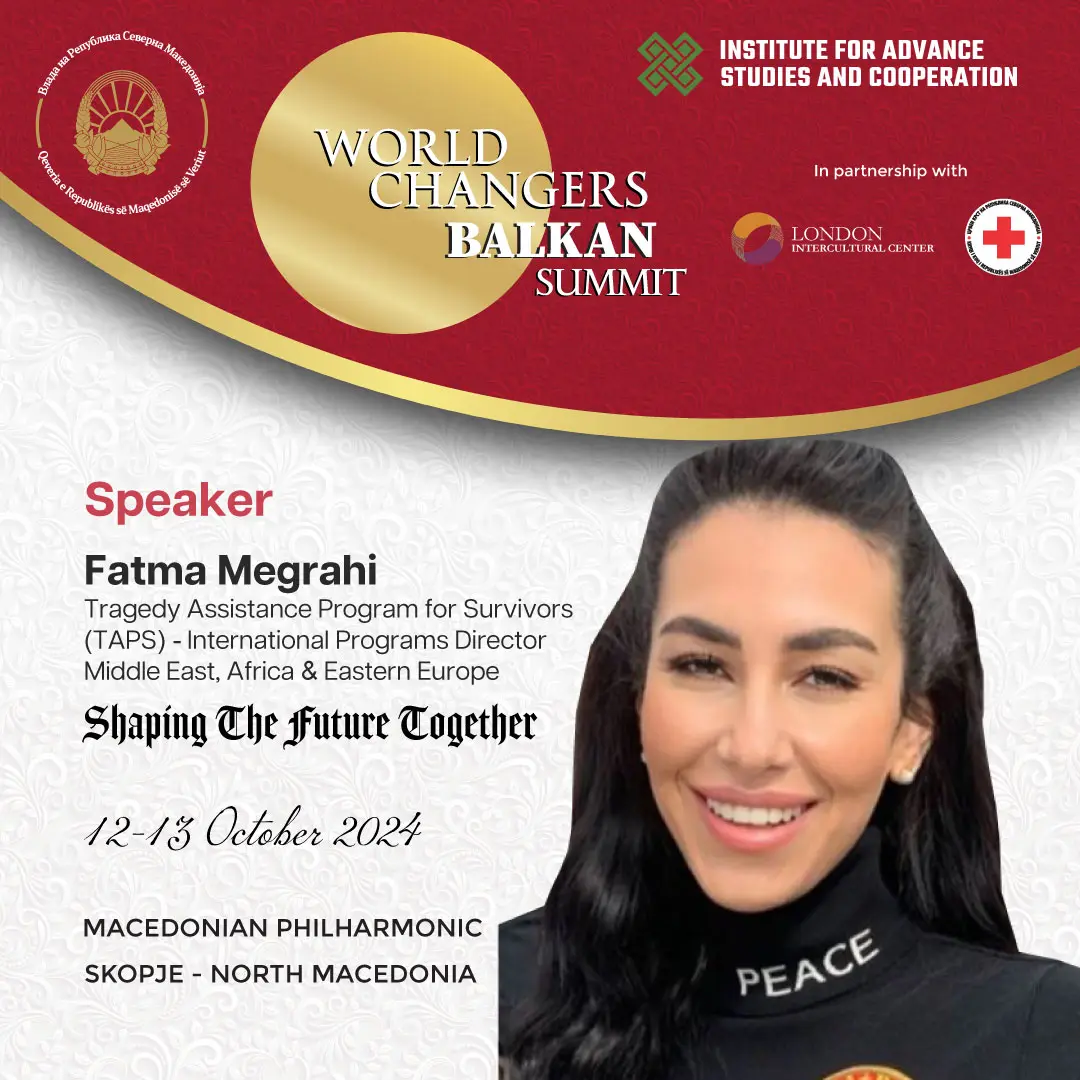 Влада на Република Северна Македонија
Qeveria e Republikës së Maqedonisë së Veriut
WORLD
CHANGERS
BALKAN
SUMMIT
INSTITUTE FOR ADVANCE
STUDIES AND COOPERATION
In partnership with
LONDON
INTERCULTURAL CENTER
Speaker
Fatma Megrahi
Tragedy Assistance Program for Survivors
(TAPS) - International Programs Director
Middle East, Africa & Eastern Europe
Shaping The Future Together
12-13 October 2024
MACEDONIAN PHILHARMONIC
SKOPJE - NORTH MACEDONIA
PEACE